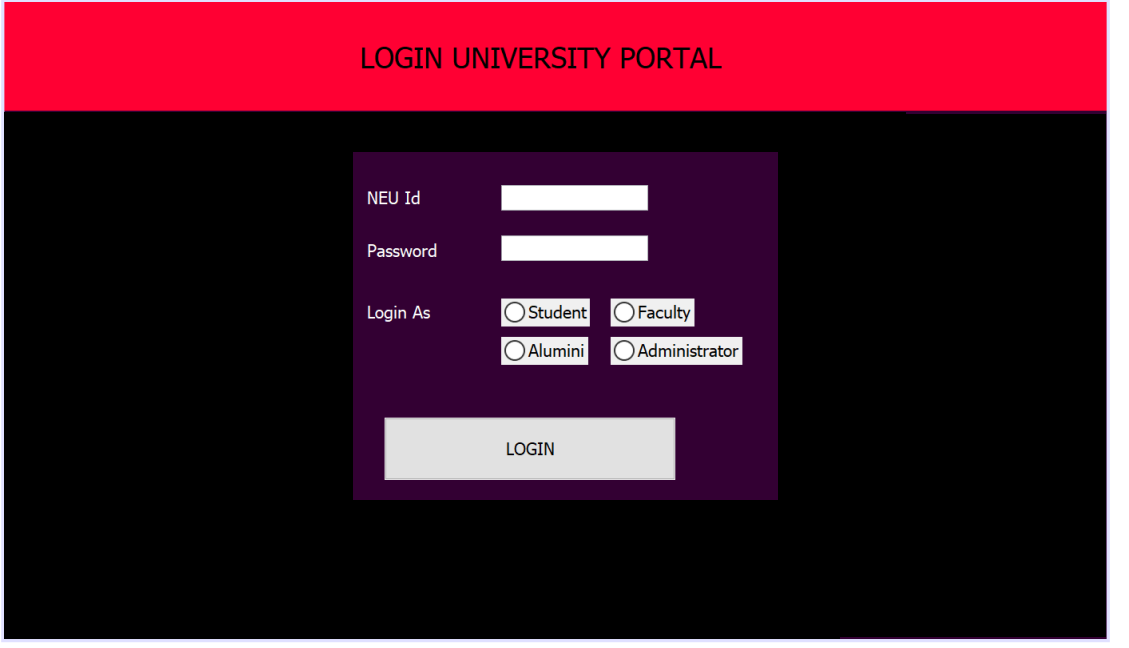 LOGIN UNIVERSITY PORTAL
NEU Id
Password
Login As Student Faculty
Alumini Administrator
LOGIN